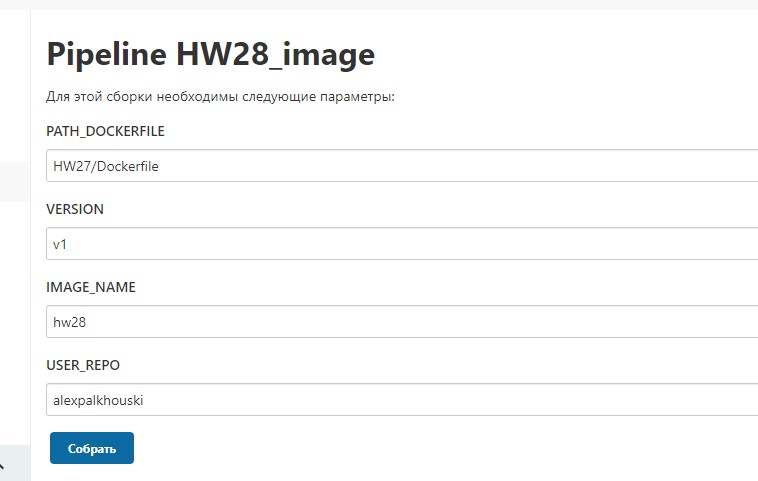 Pipeline HW28_image
Для этой сборки необходимы следующие параметры:
PATH_DOCKERFILE
HW27/Dockerfile
VERSION
v1
IMAGE_NAME
hw28
USER_REPO
alexpalkhouski
Собрать